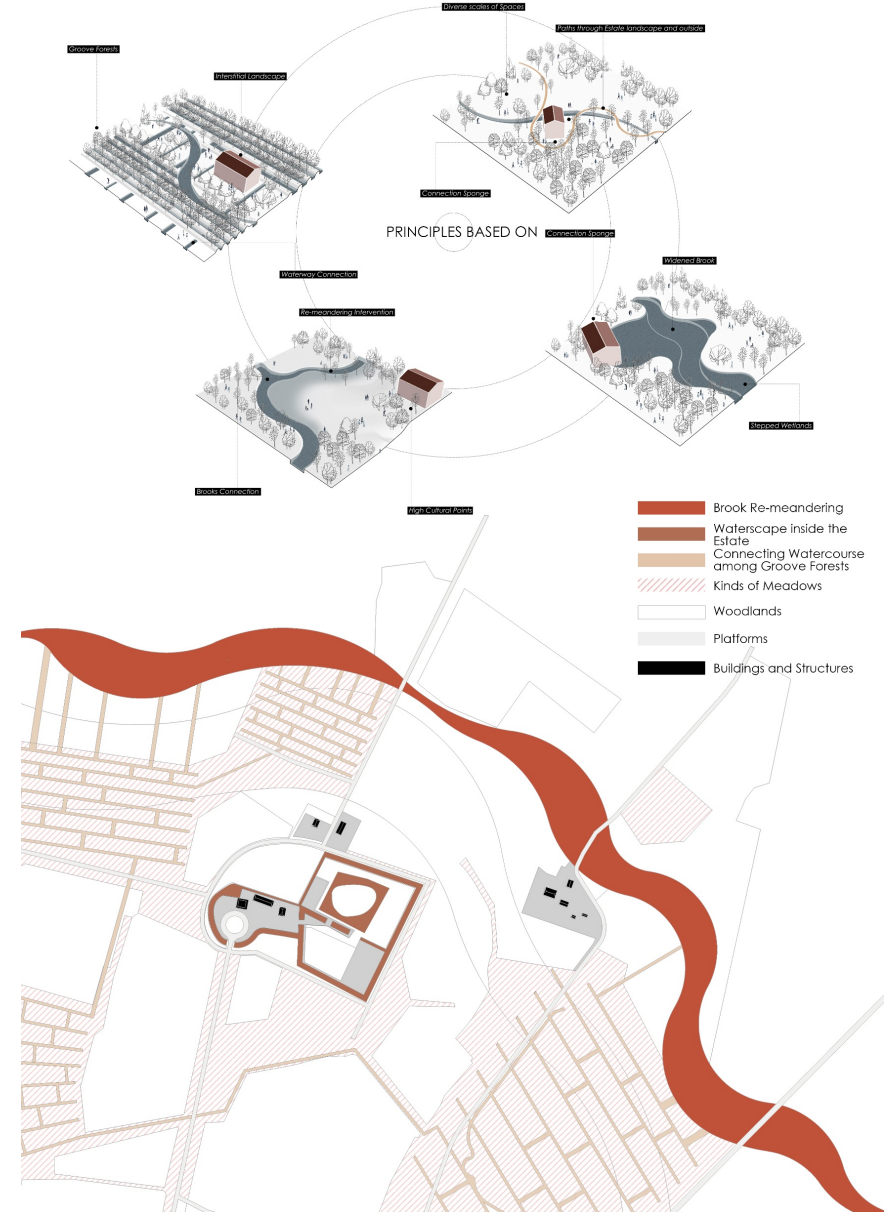 Diverse scales of Spaces
Paths through Estate landscape and outside
Groove Forests
Interstitial Landscape
Connection Sponge
PRINCIPLES BASED ON
Connection Sponge
Widened Brook
Waterway Connection
Re-meandering Intervention
Stepped Wetlands
Brooks Connection
High Cultural Points
Brook Re-meandering
Waterscape inside the
Estate
Connecting Watercourse
among Groove Forests
Kinds of Meadows
Woodlands
Platforms
Buildings and Structures